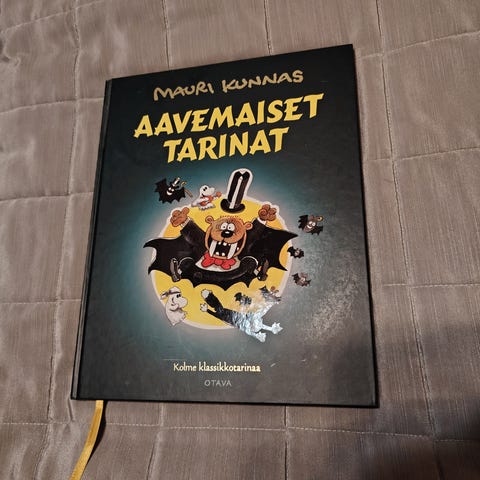 MAURI KUNNAS
AAVEMAISET
TARINAT
Kolme klassikkotarinaa
OTAVA